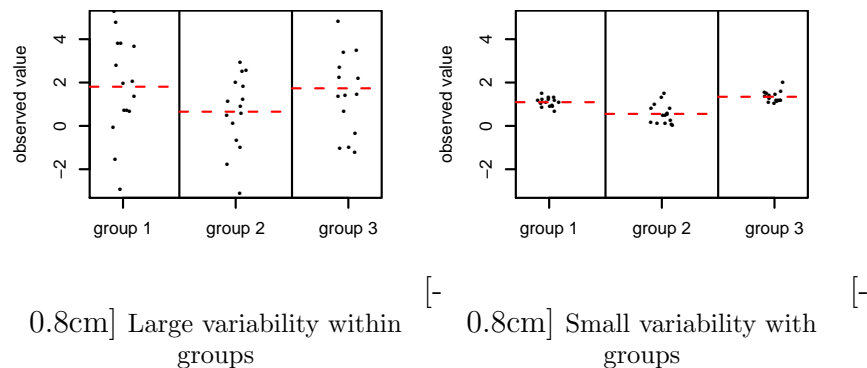 observed value
4
2
0
−2
group 1 group 2 group 3
observed value
4
2
0
−2
group 1 group 2 group 3
[-
0.8cm] Large variability within
groups
[-
0.8cm] Small variability with
groups